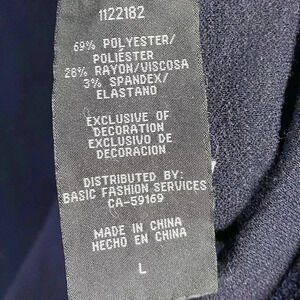 1122182
69% POLYESTER/
POLIÉSTER
28% RAYON/VISCOSA
3% SPANDEX/
ELASTANO
EXCLUSIVE OF
DECORATION
EXCLUSIVO DE
DECORACION
DISTRIBUTED BY:
BASIC FASHION SERVICES
CA-59169
MADE IN CHINA
HECHO EN CHINA
L